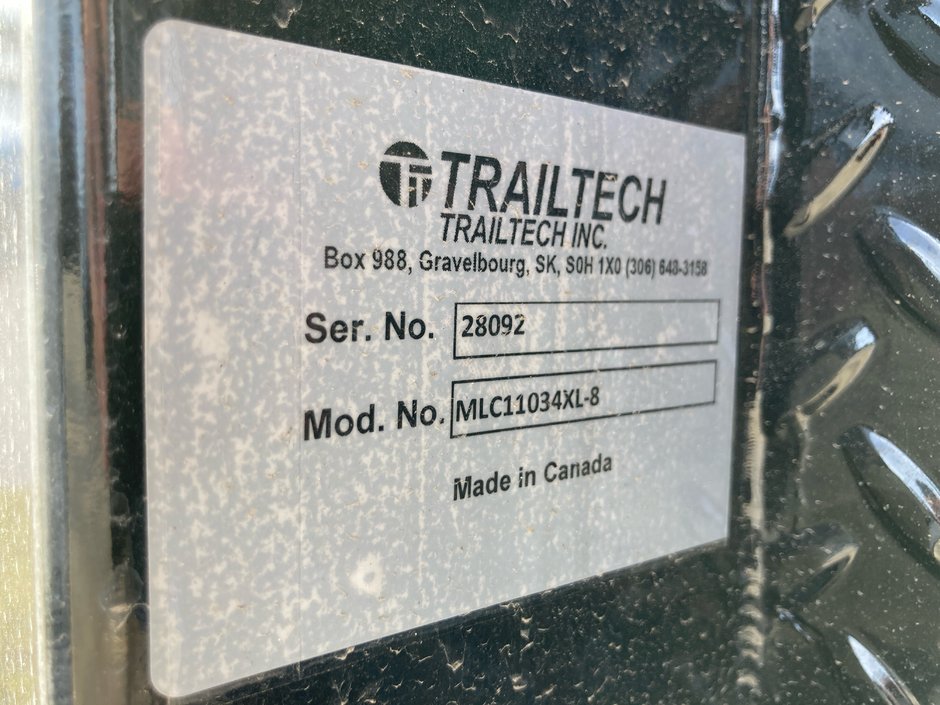 TRAILTECH
TRAILTECH INC.
Box 988, Gravelbourg, SK, S0H 1X0 (306) 648-3158
Ser. No. 28092
Mod. No. MLC11034XL-8
Made in Canada